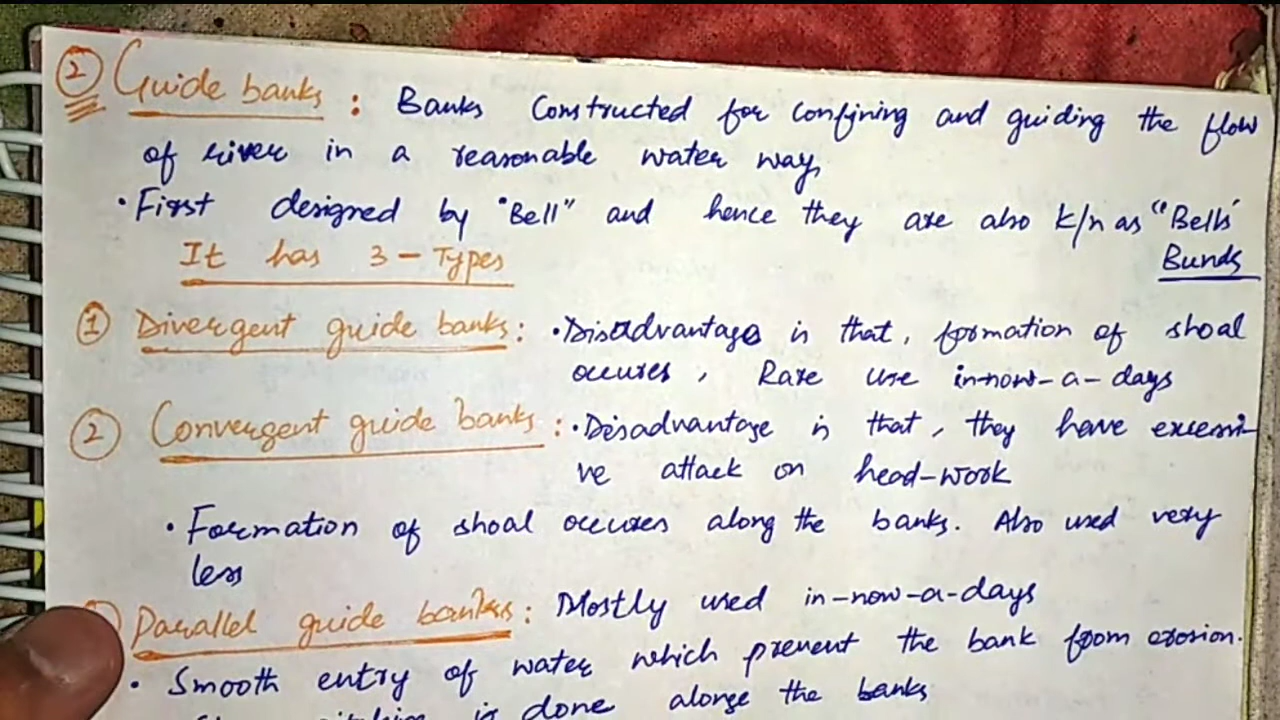 ② Guide banks : Banks Constructed for confining and guiding the flow
of river in a reasonable water way,
• First designed by "Bell" and hence they are also k/n as "Bells'
Bunds
It has 3 - Types
① Divergent guide banks : • Disadvantage is that, formation of shoal
occures, Rare use in-now-a-days
② Convergent guide banks : • Disadvantage is that, they have excessi-
ve attack on head-work
• Formation of shoal occures along the banks. Also used very
less
Parallel guide banks : Mostly used in-now-a-days
• Smooth entry of water which prevent the bank from erosion.
is done alonge the banks